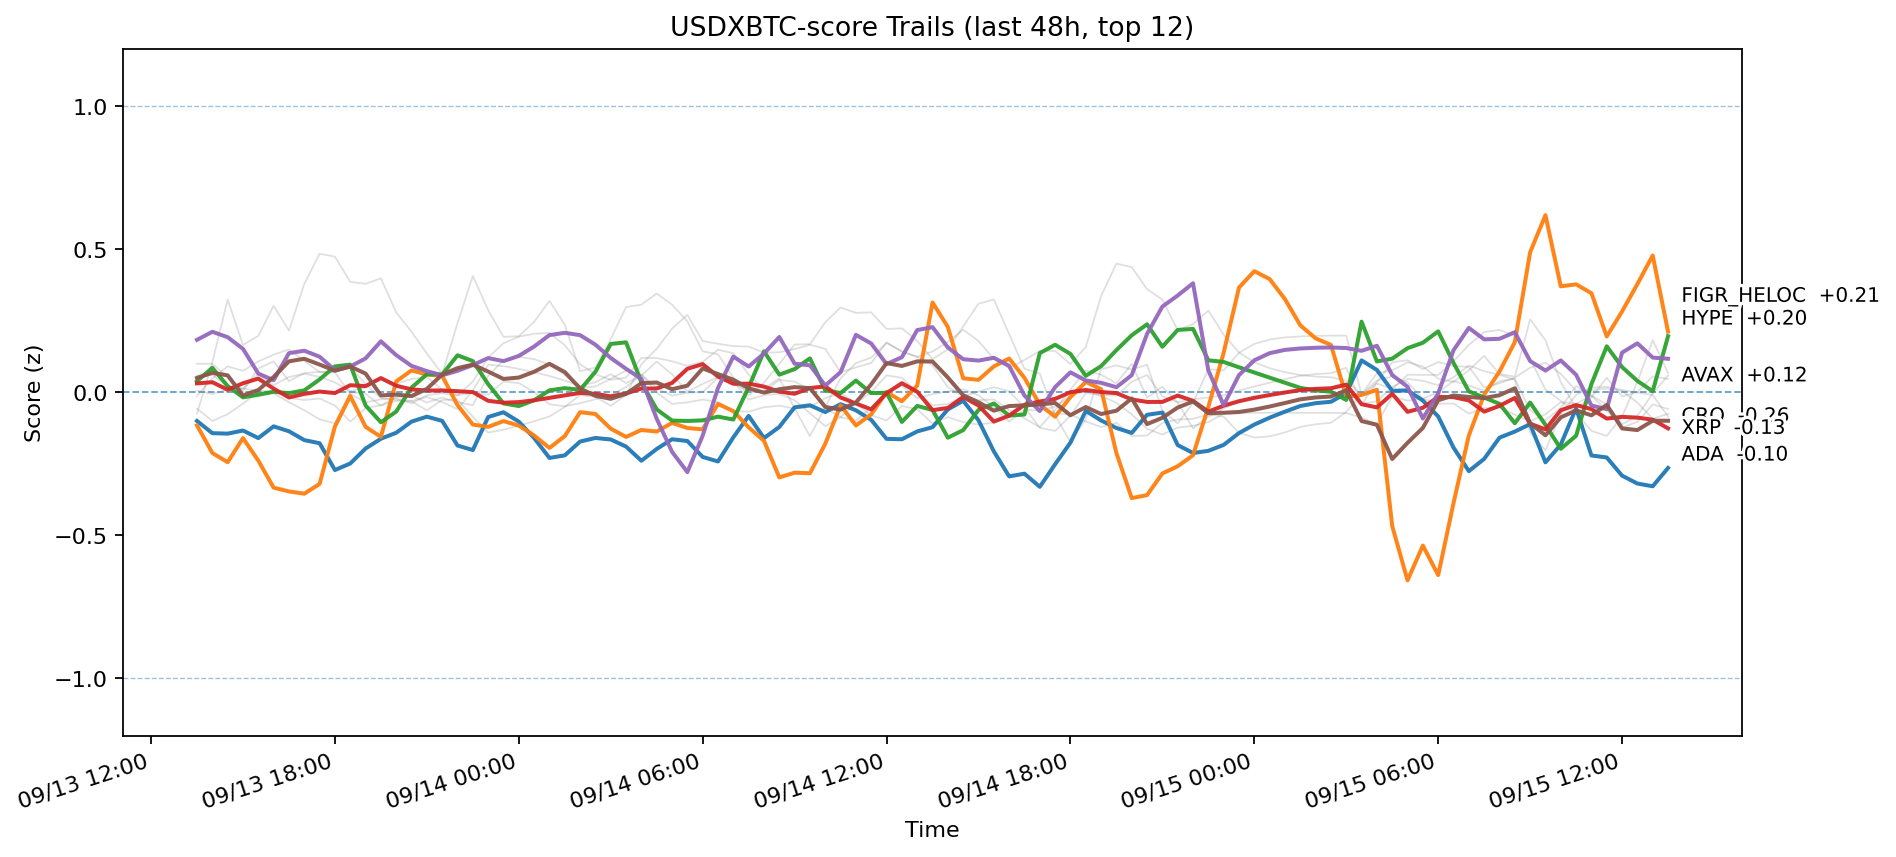 USDXBTC-score Trails (last 48h, top 12)
Score (z)
1.0
0.5
0.0
−0.5
−1.0
FIGR_HELOC +0.21
HYPE +0.20
AVAX +0.12
CRO -0.26
XRP -0.13
ADA -0.10
09/13 12:00
09/13 18:00
09/14 00:00
09/14 06:00
09/14 12:00
09/14 18:00
09/15 00:00
09/15 06:00
09/15 12:00
Time